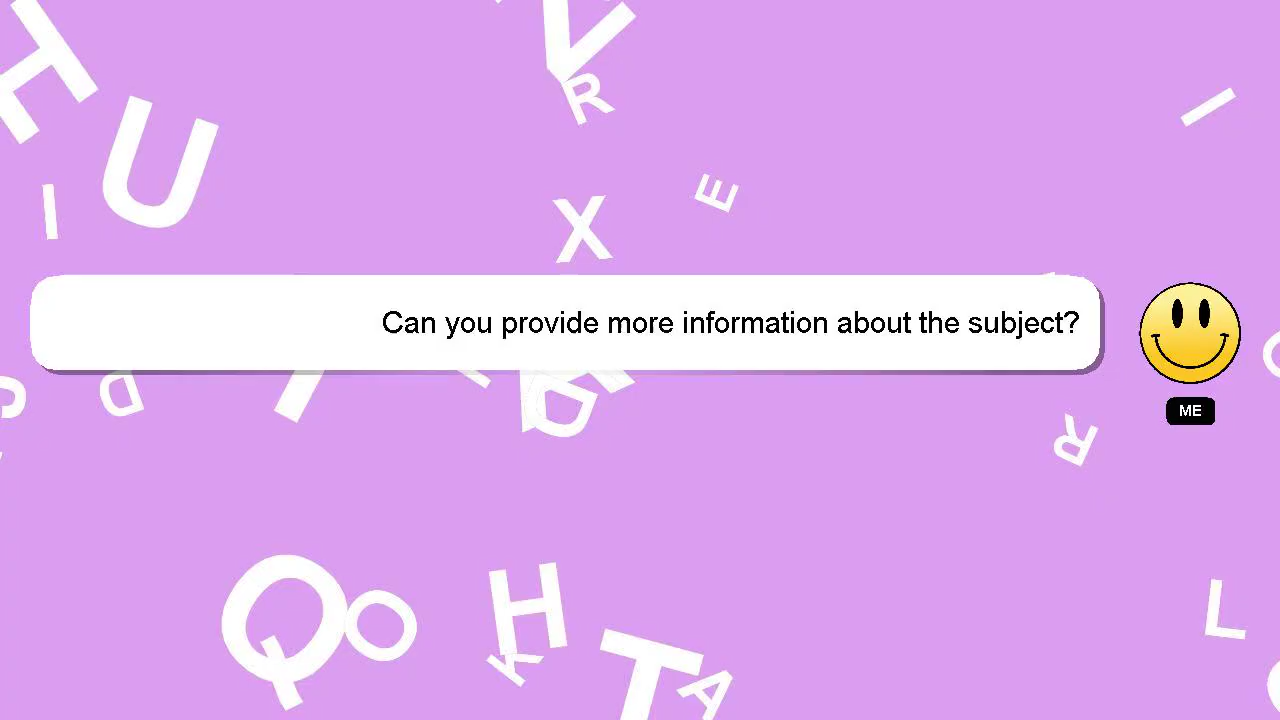 H
U
V
R
I
I
E
X
Can you provide more information about the subject?
ME
D
R
Q
O
H
K
T
A
L